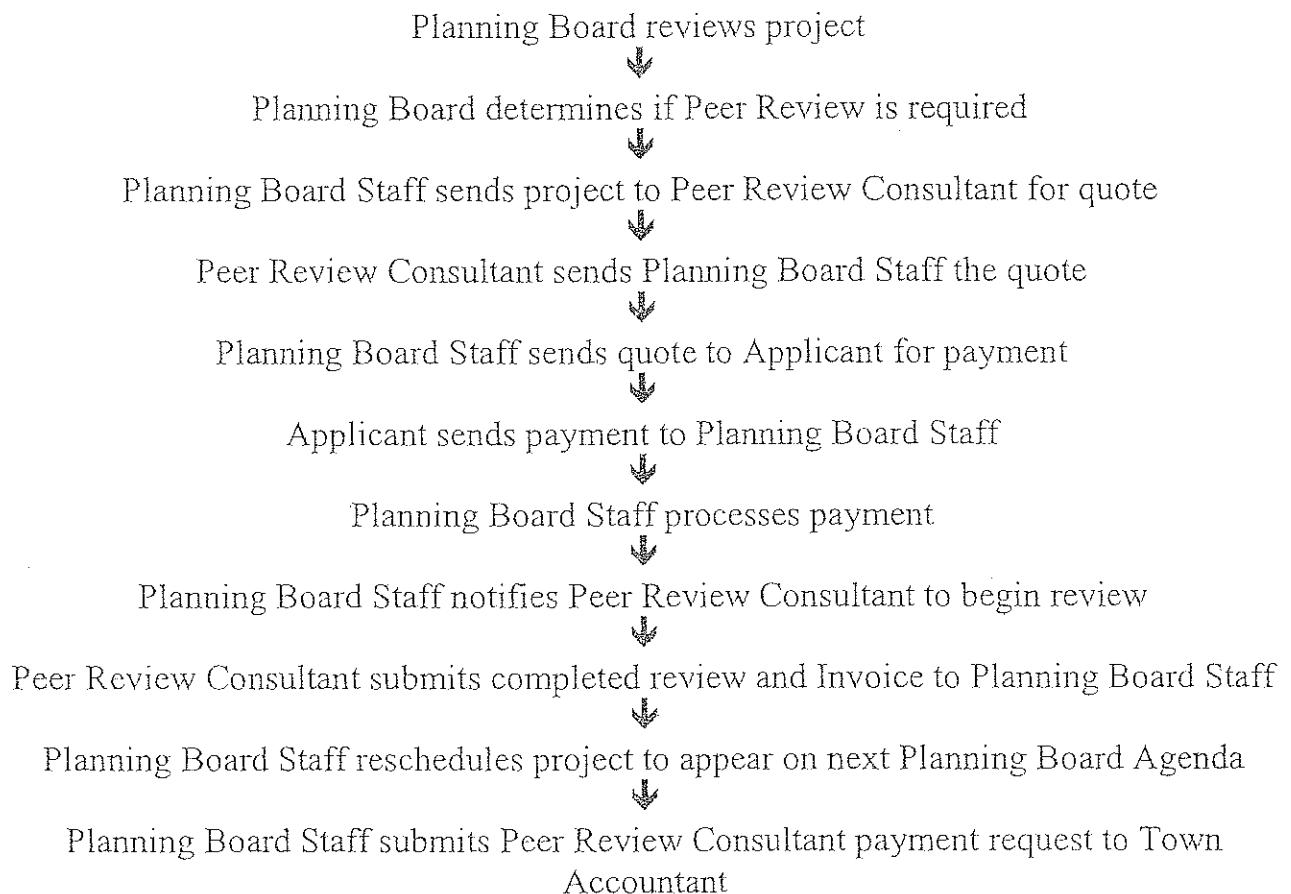 Planning Board reviews project
Planning Board determines if Peer Review is required
Planning Board Staff sends project to Peer Review Consultant for quote
Peer Review Consultant sends Planning Board Staff the quote
Planning Board Staff sends quote to Applicant for payment
Applicant sends payment to Planning Board Staff
Planning Board Staff processes payment
Planning Board Staff notifies Peer Review Consultant to begin review
Peer Review Consultant submits completed review and Invoice to Planning Board Staff
Planning Board Staff reschedules project to appear on next Planning Board Agenda
Planning Board Staff submits Peer Review Consultant payment request to Town
Accountant